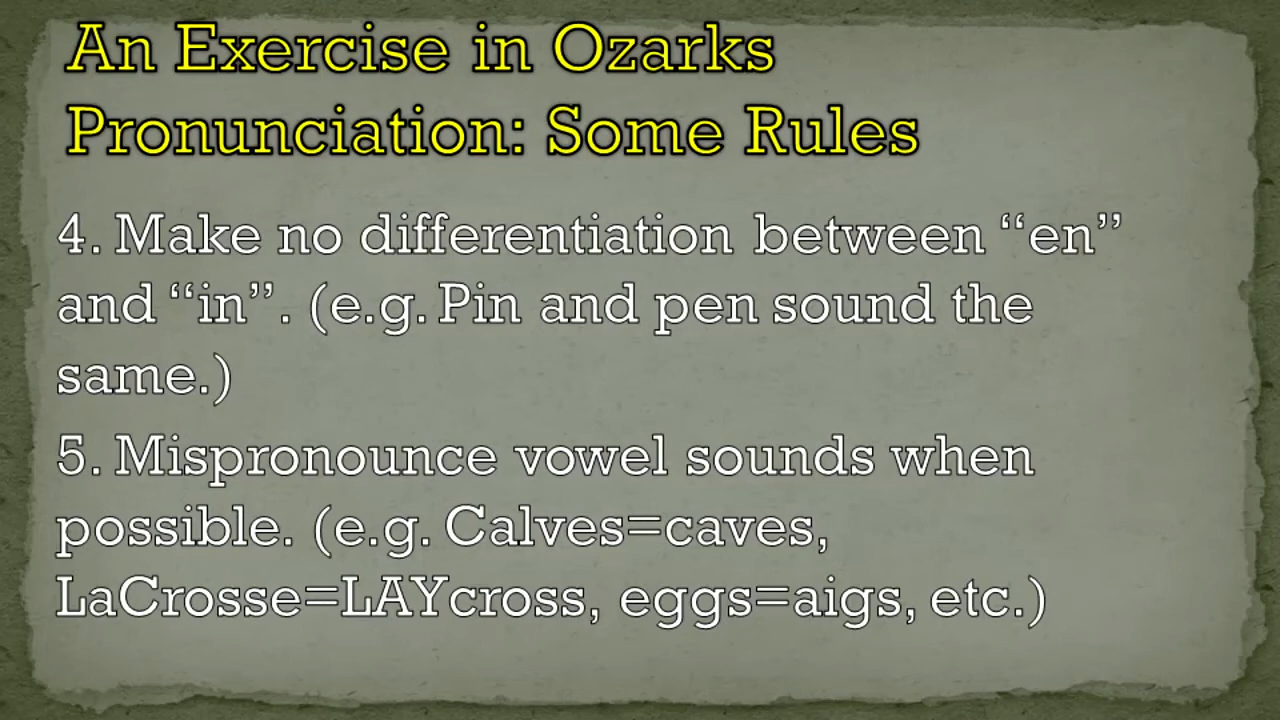 An Exercise in Ozarks
Pronunciation: Some Rules
4. Make no differentiation between “en”
and “in”. (e.g. Pin and pen sound the
same.)
5. Mispronounce vowel sounds when
possible. (e.g. Calves=caves,
LaCrosse=LAYcross, eggs=aigs, etc.)